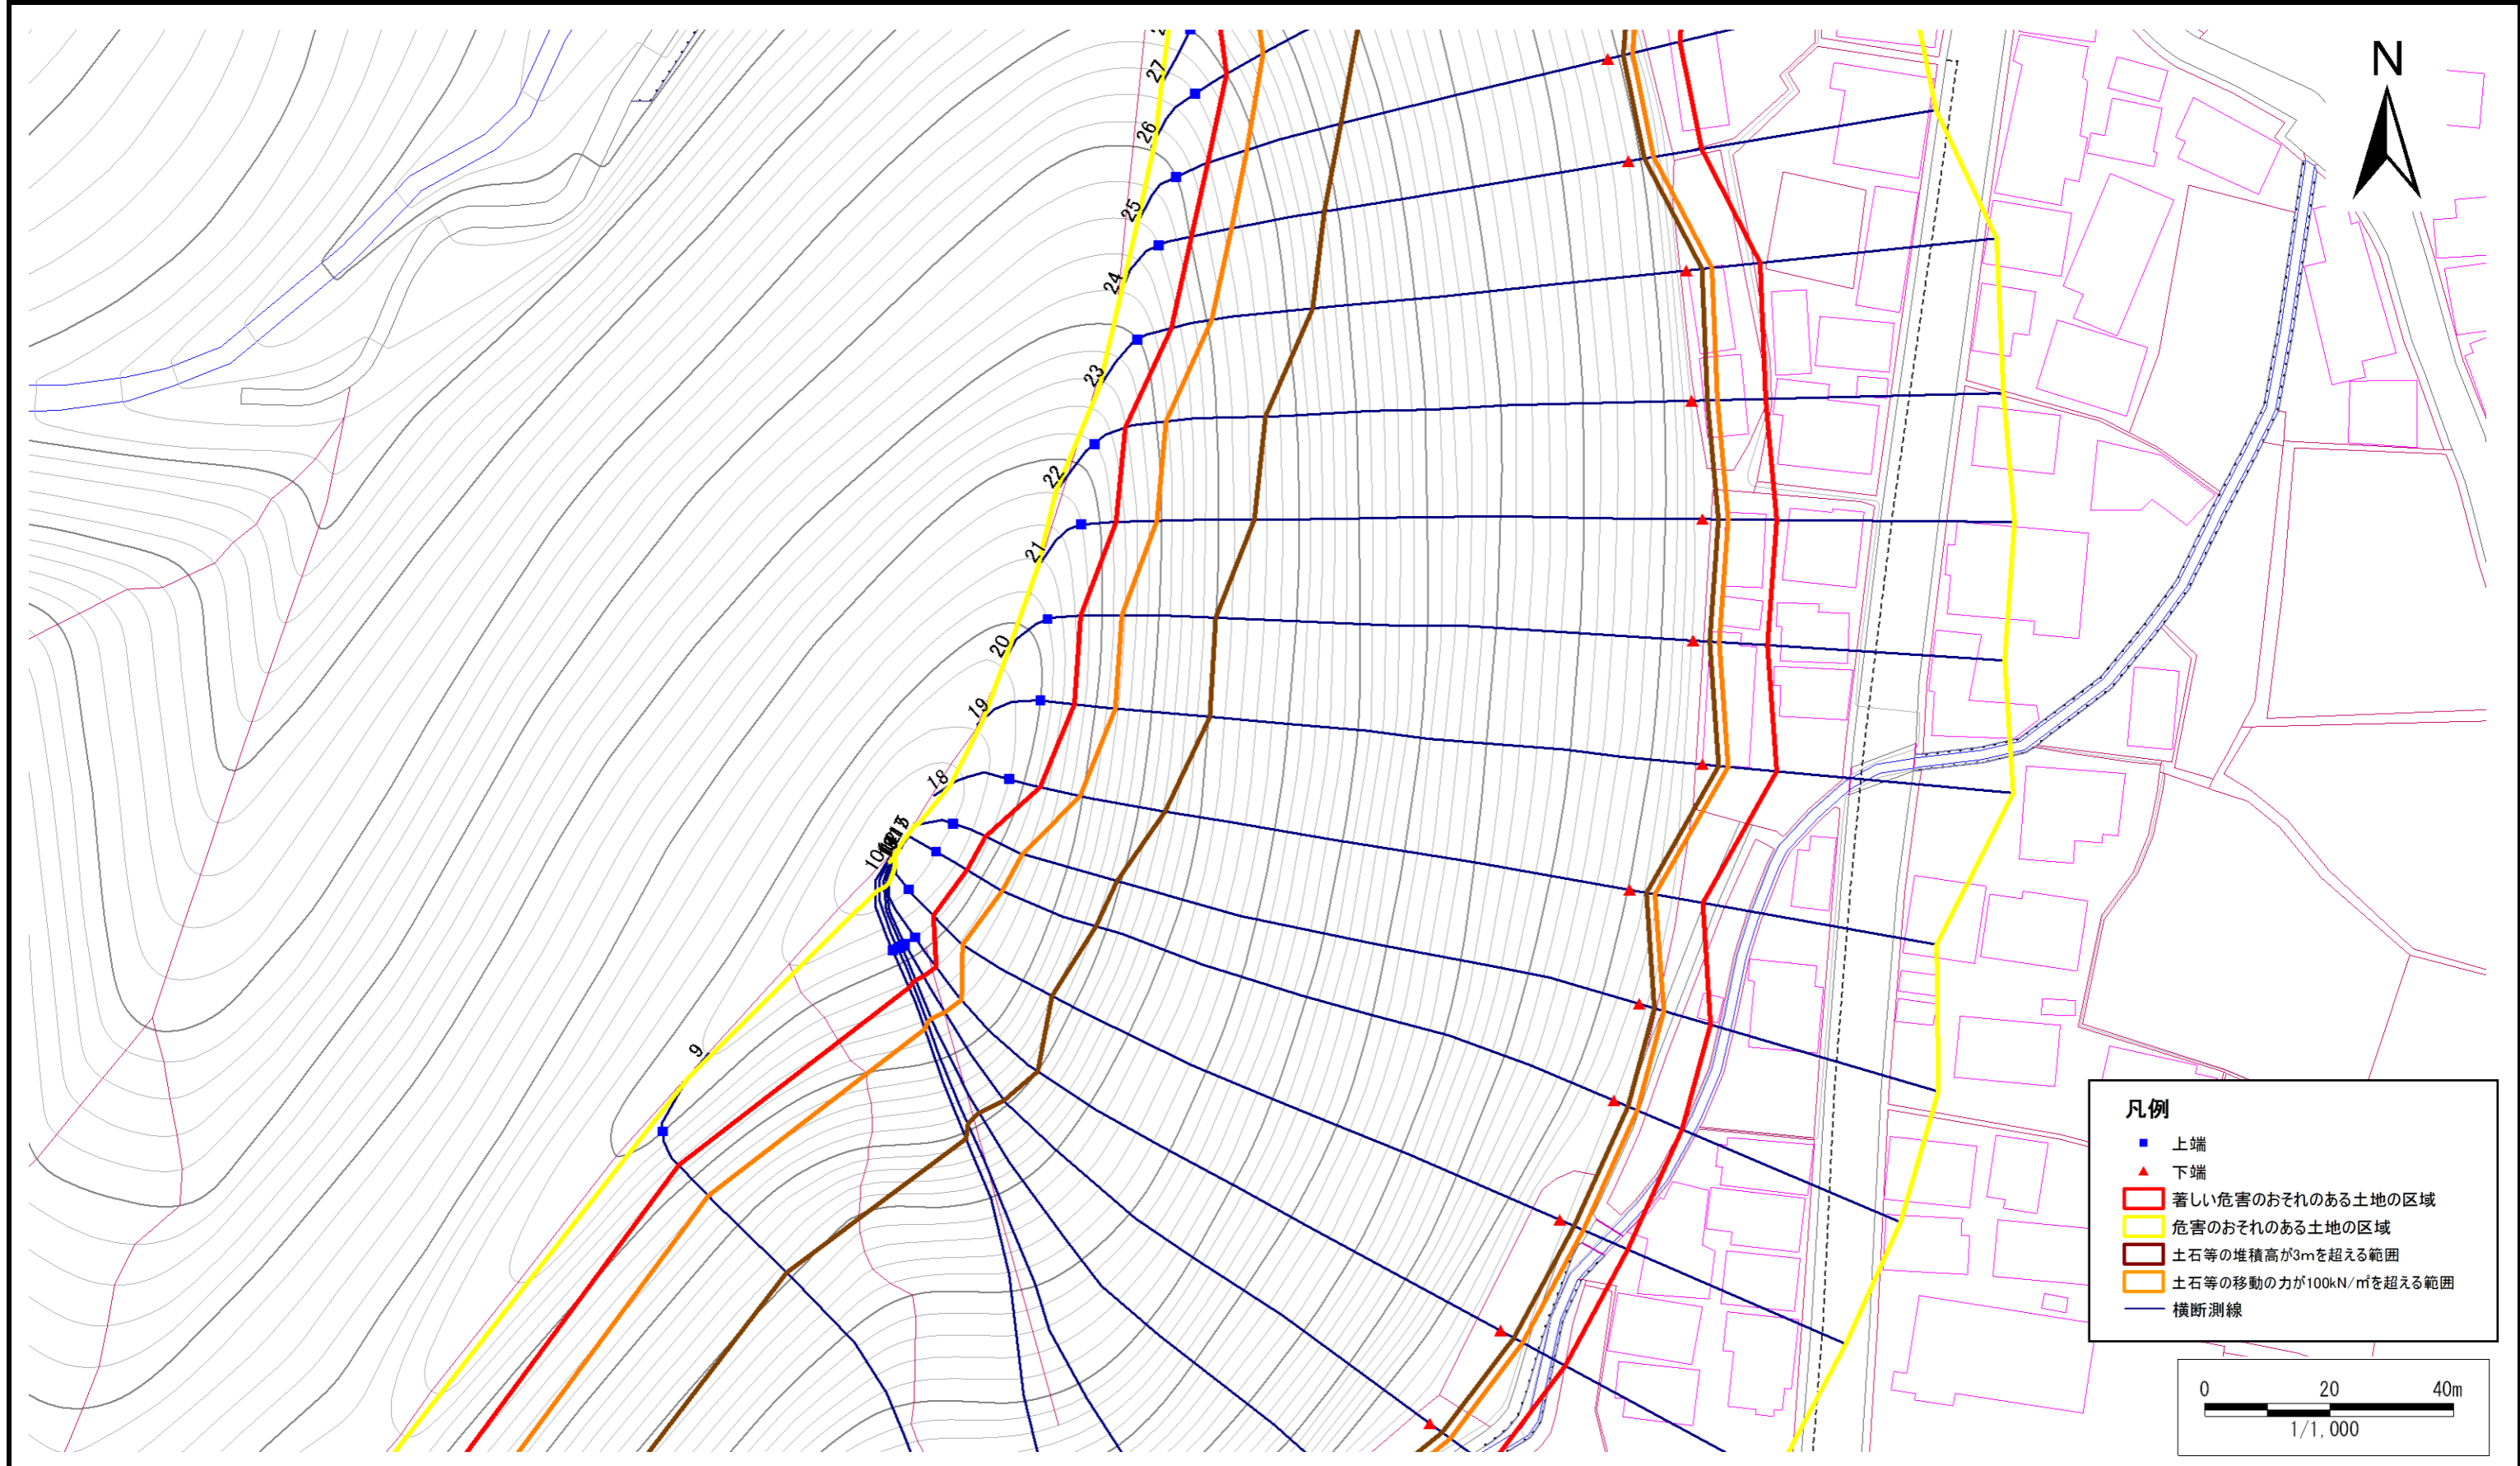 N
27
26
25
24
23
22
21
20
19
18
10
9
凡例
上端
下端
著しい危害のおそれのある土地の区域
危害のおそれのある土地の区域
土石等の堆積高が3mを超える範囲
土石等の移動の力が100kN/㎡を超える範囲
横断測線
0 20 40m
1/1,000